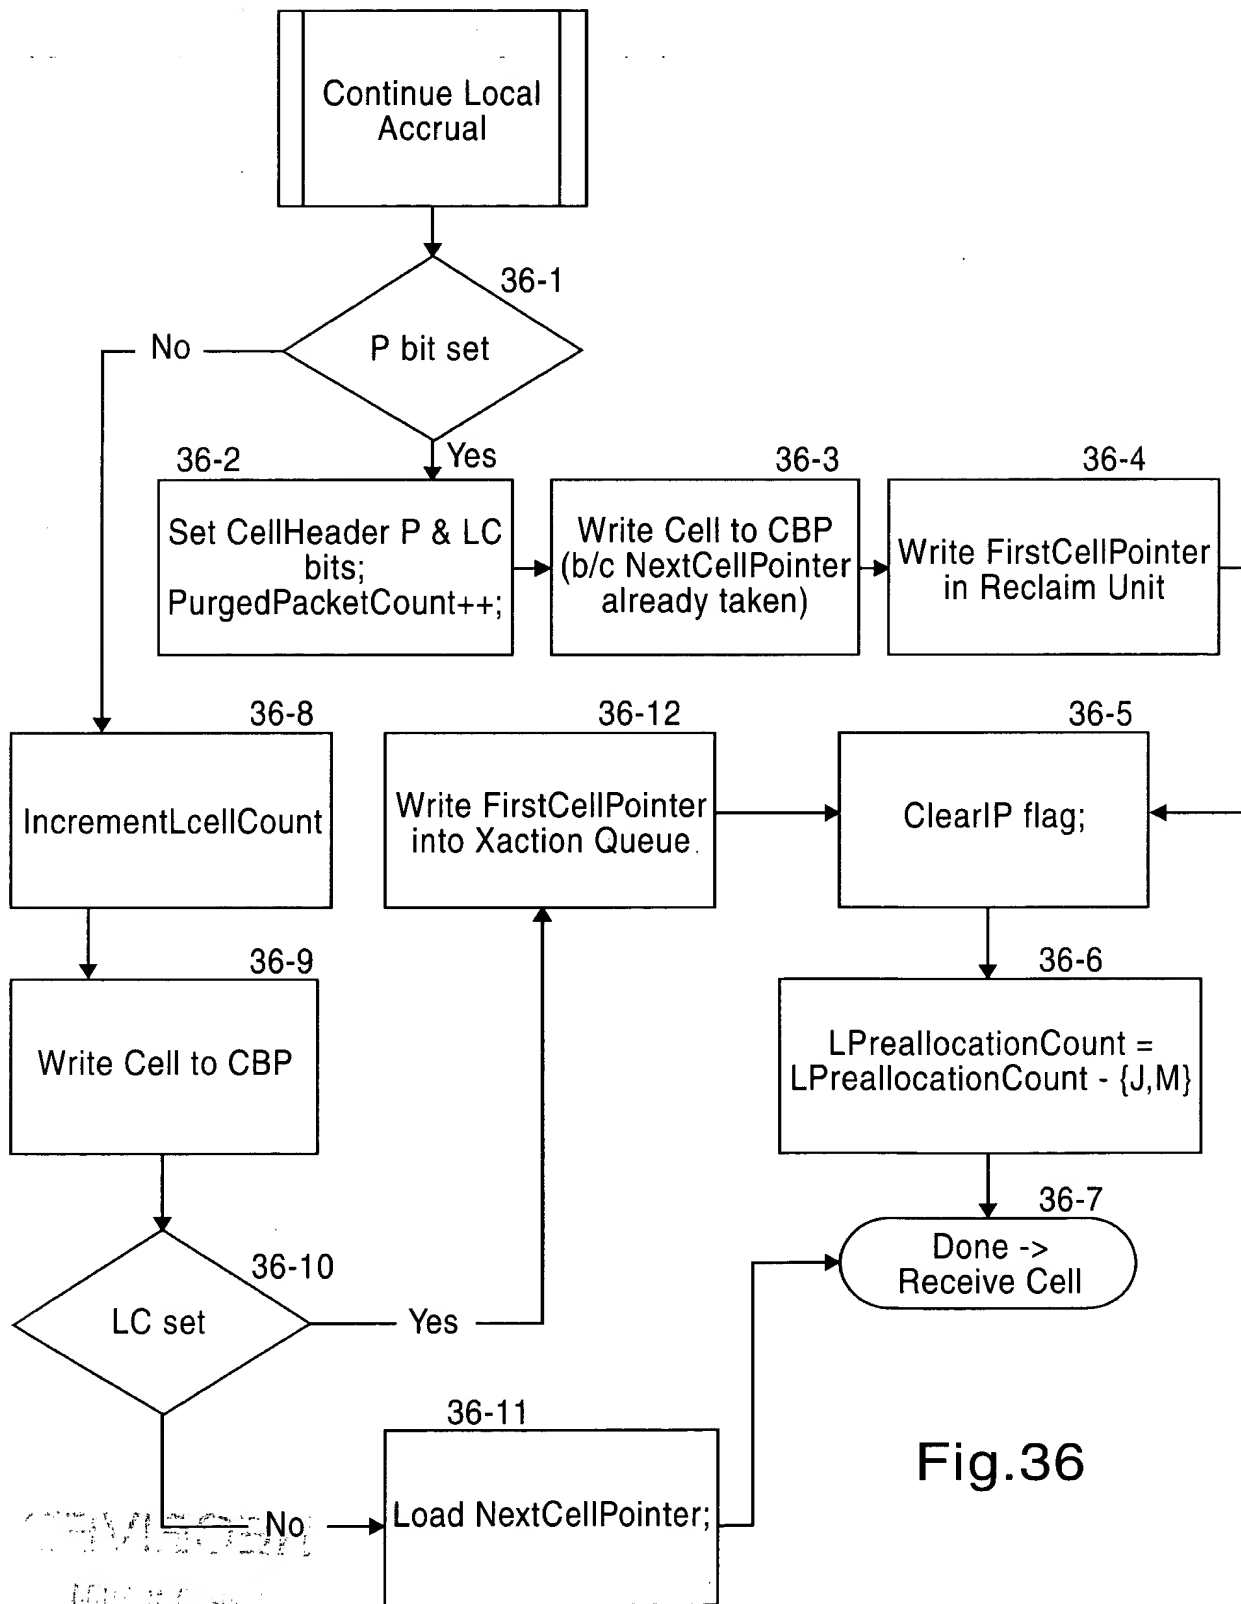 Continue Local
Accrual
36-1
P bit set
No
Yes
36-2
Set CellHeader P & LC
bits;
PurgedPacketCount++;
36-3
Write Cell to CBP
(b/c NextCellPointer
already taken)
36-4
Write FirstCellPointer
in Reclaim Unit
36-8
IncrementLcellCount
36-12
Write FirstCellPointer
into Xaction Queue
36-5
ClearIP flag;
36-9
Write Cell to CBP
36-6
LPreallocationCount =
LPreallocationCount - {J,M}
36-7
Done ->
Receive Cell
36-10
LC set
Yes
No
36-11
Load NextCellPointer;
Fig.36